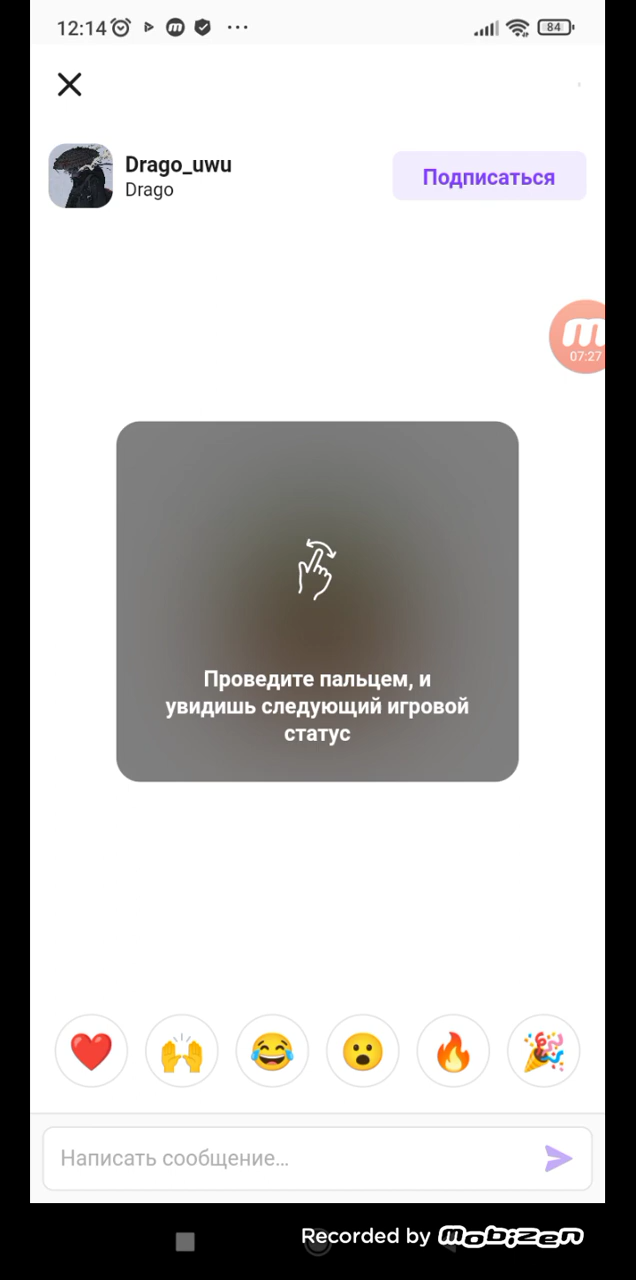 12:14 84
Drago_uwu
Drago
Подписаться
07:27
Проведите пальцем, и
увидишь следующий игровой
статус
Написать сообщение...
Recorded by mobizen